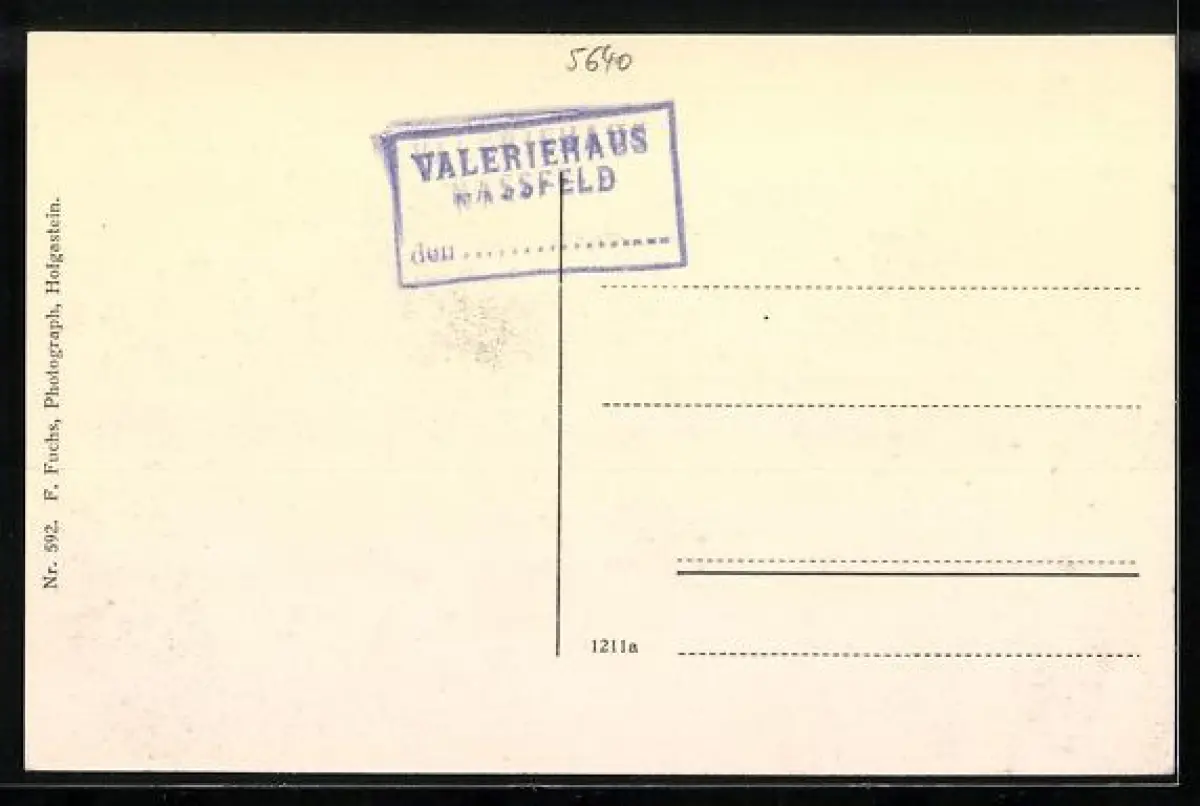 5640
VALERIEHAUS
NASSFELD
den
Nr. 592. F. Fuchs, Photograph, Hofgastein.
1211a